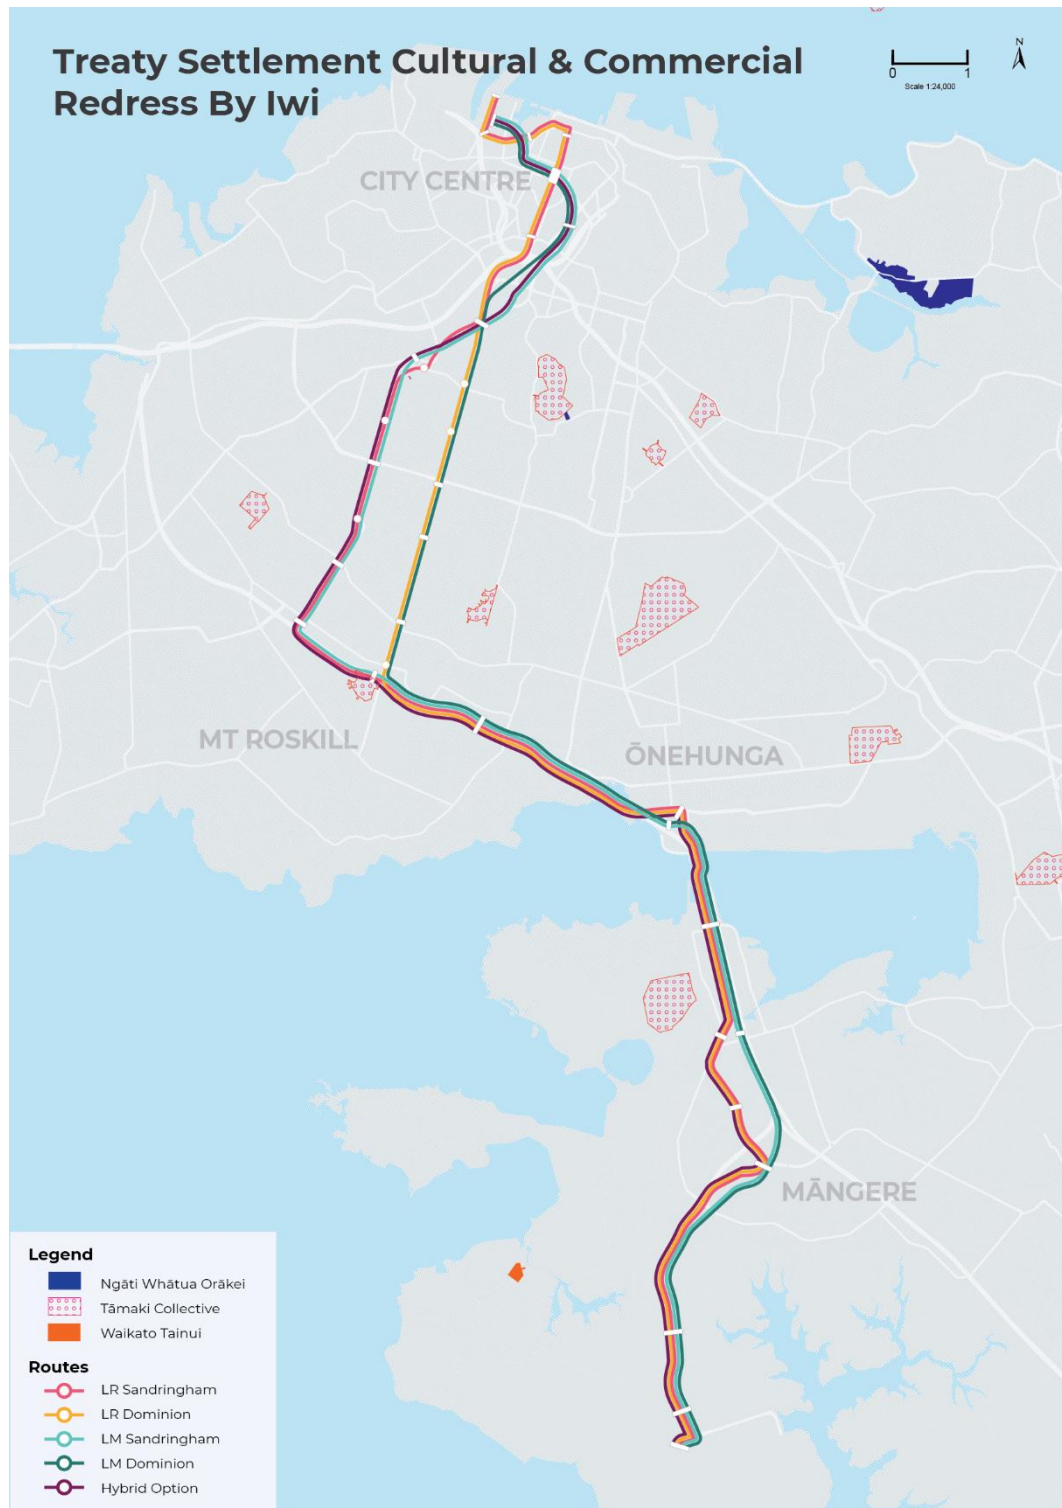 Treaty Settlement Cultural & Commercial
Redress By Iwi
0 1
Scale 1:24,000
N
CITY CENTRE
MT ROSKILL
ŌNEHUNGA
MĀNGERE
Legend
Ngāti Whātua Orākei
Tāmaki Collective
Waikato Tainui
Routes
LR Sandringham
LR Dominion
LM Sandringham
LM Dominion
Hybrid Option